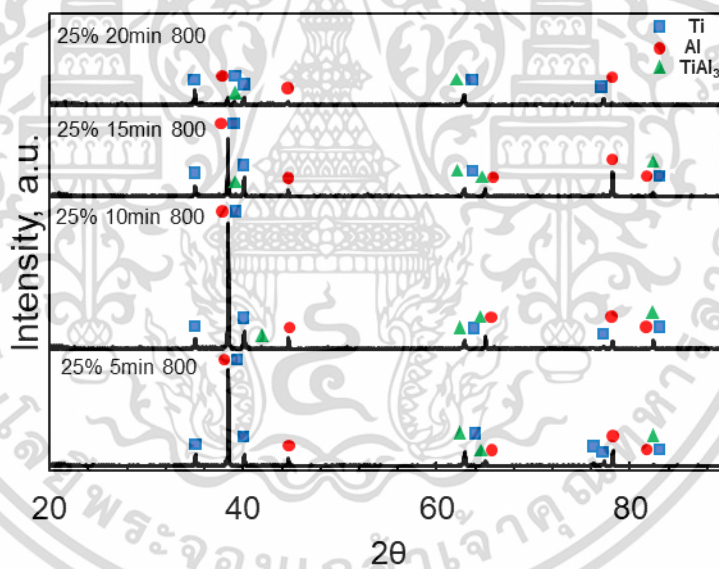 25% 20min 800
Ti
Al
TiAl₃
25% 15min 800
25% 10min 800
25% 5min 800
Intensity, a.u.
20 40 60 80
2θ